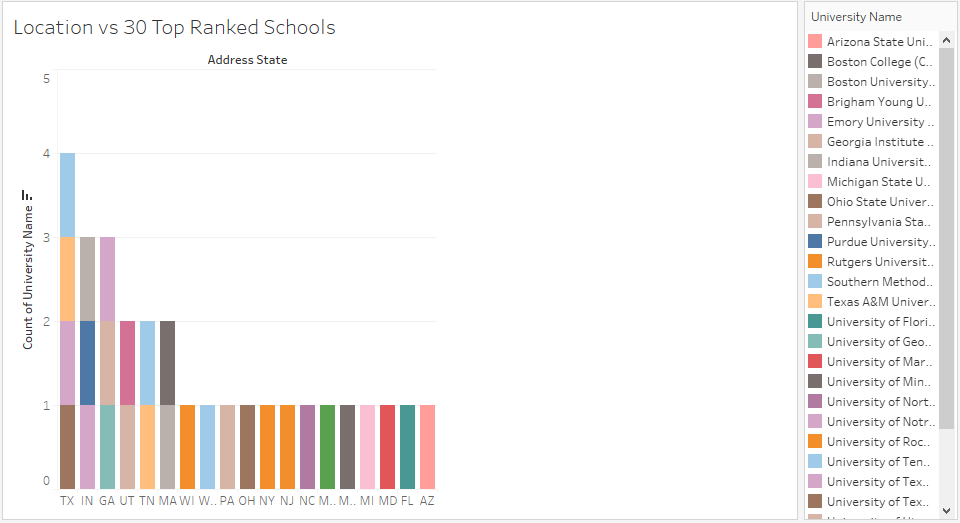 Location vs 30 Top Ranked Schools
Address State
Count of University Name
5
4
3
2
1
0
TX IN GA UT TN MA WI W.. PA OH NY NJ NC M.. M.. MI MD FL AZ
University Name
Arizona State Uni..
Boston College (C..
Boston University..
Brigham Young U..
Emory University ..
Georgia Institute ..
Indiana Universit..
Michigan State U..
Ohio State Univer..
Pennsylvania Sta..
Purdue University..
Rutgers Universit..
Southern Method..
Texas A&M Univer..
University of Flori..
University of Geo..
University of Mar..
University of Min..
University of Nort..
University of Notr..
University of Roc..
University of Ten..
University of Tex..
University of Tex..